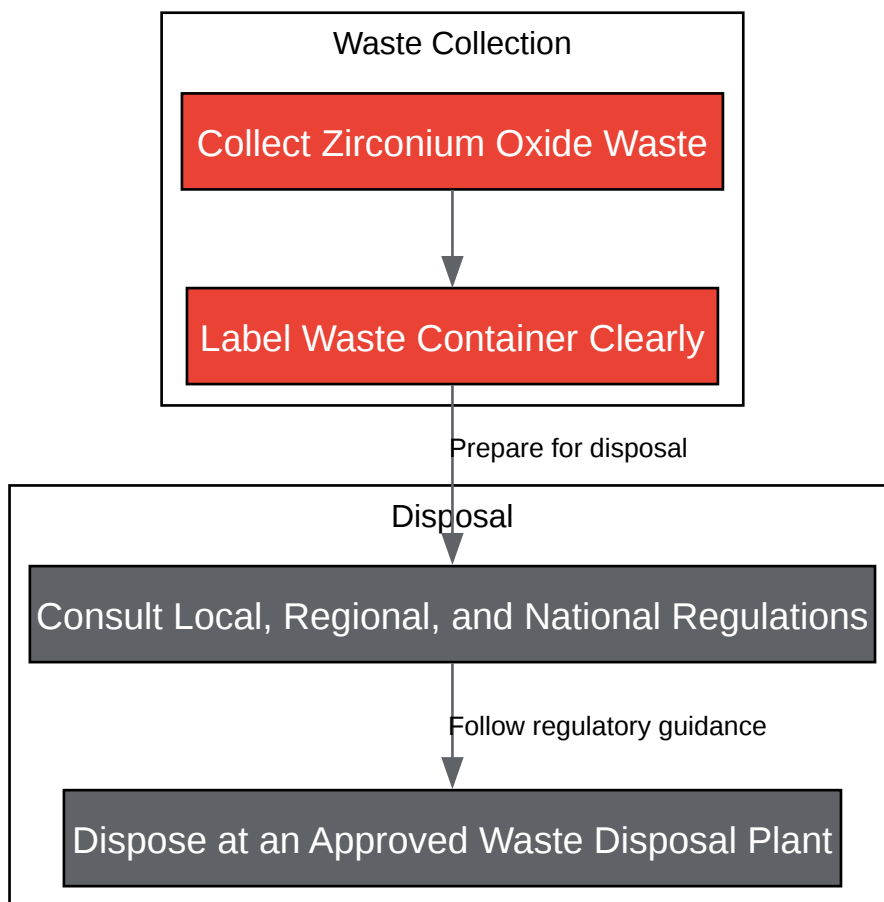 Waste Collection
Collect Zirconium Oxide Waste
Label Waste Container Clearly
Prepare for disposal
Disposal
Consult Local, Regional, and National Regulations
Follow regulatory guidance
Dispose at an Approved Waste Disposal Plant